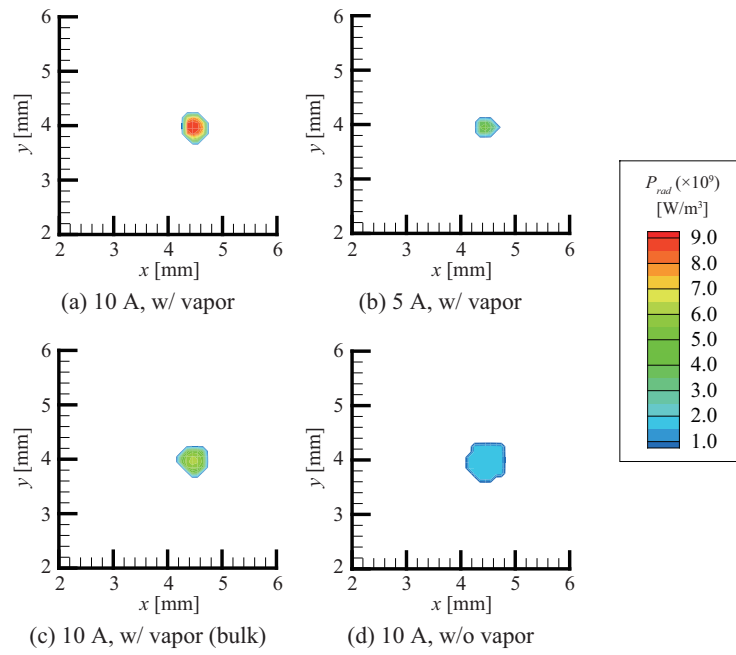 6
5
4
3
2
y [mm]
2 3 4 5 6
x [mm]
(a) 10 A, w/ vapor
6
5
4
3
2
y [mm]
2 3 4 5 6
x [mm]
(b) 5 A, w/ vapor
P_rad (×10⁹)
[W/m³]
9.0
8.0
7.0
6.0
5.0
4.0
3.0
2.0
1.0
6
5
4
3
2
y [mm]
2 3 4 5 6
x [mm]
(c) 10 A, w/ vapor (bulk)
6
5
4
3
2
y [mm]
2 3 4 5 6
x [mm]
(d) 10 A, w/o vapor